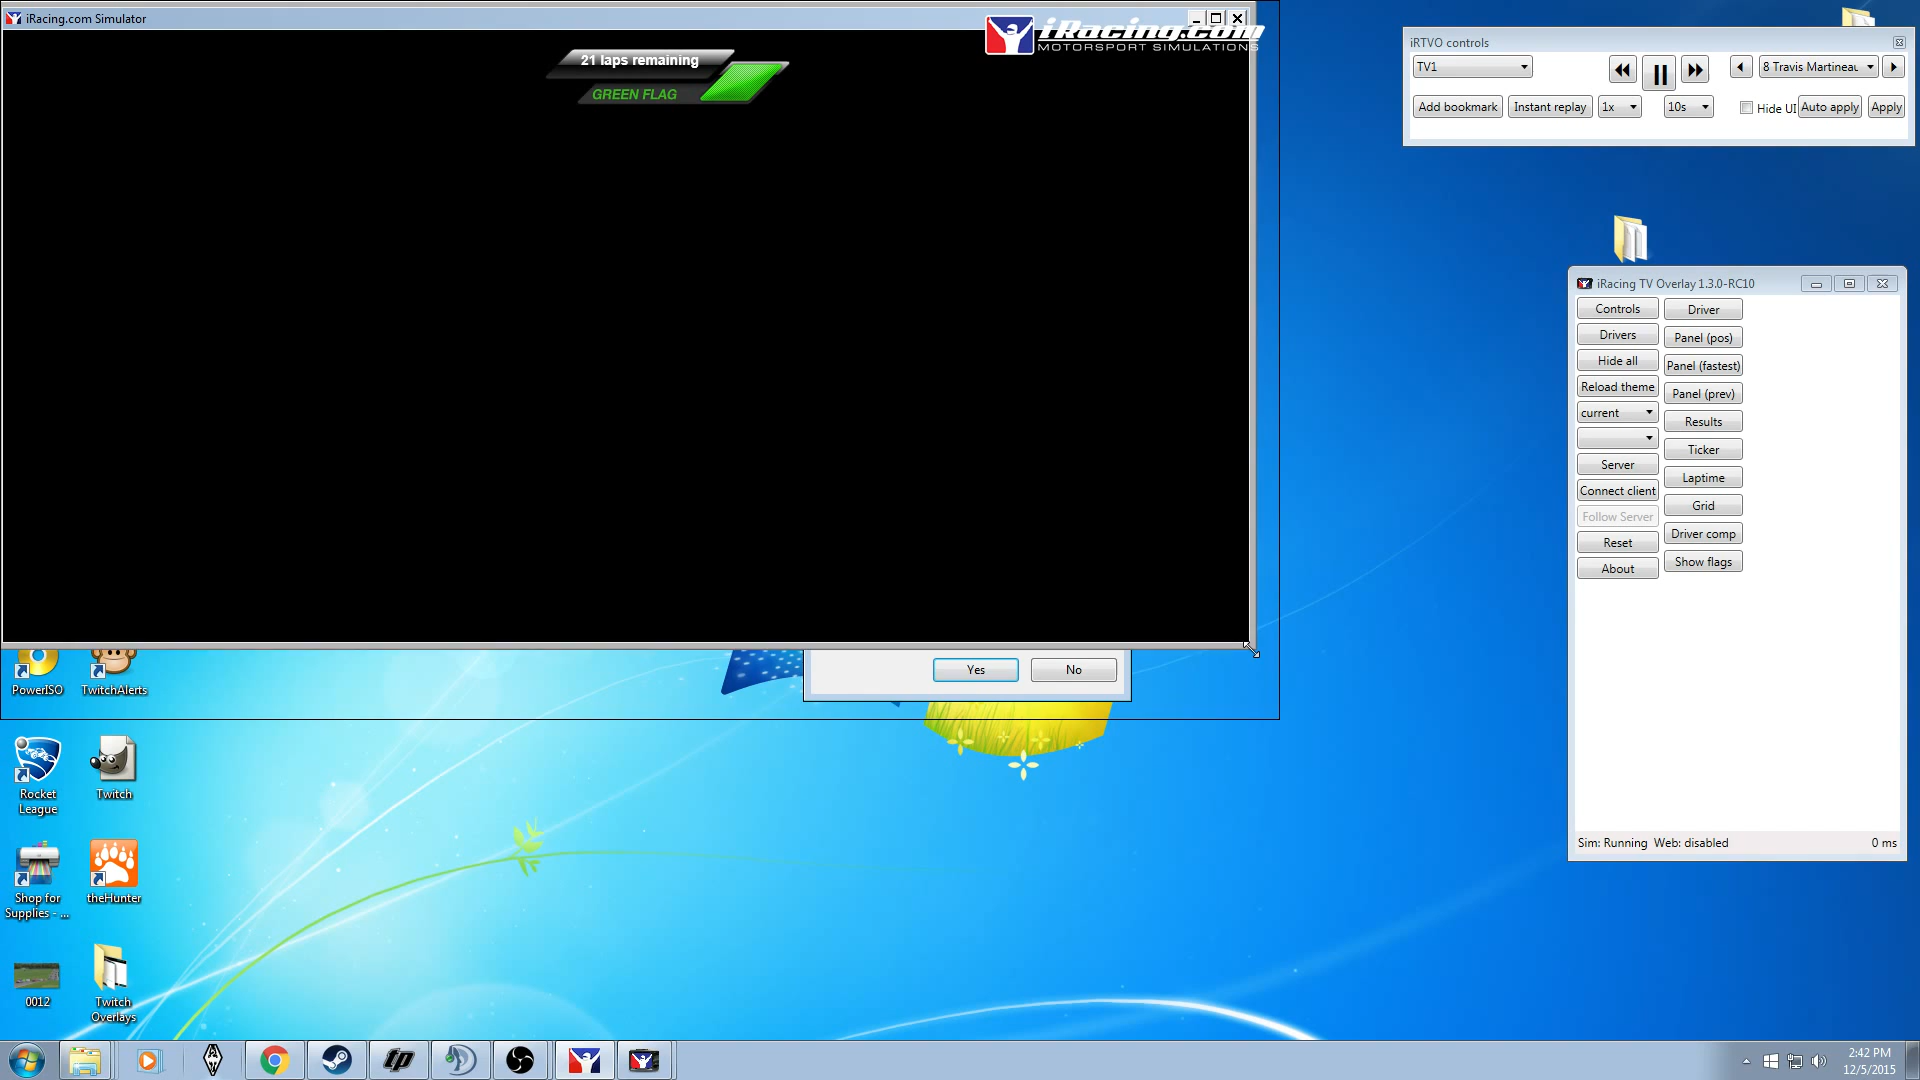 iRacing.com Simulator
iRacing.com
MOTORSPORT SIMULATIONS
21 laps remaining
GREEN FLAG
iRTVO controls
TV1
8 Travis Martineau
Add bookmark
Instant replay
1x
10s
Hide UI
Auto apply
Apply
iRacing TV Overlay 1.3.0-RC10
Controls
Driver
Drivers
Panel (pos)
Hide all
Panel (fastest)
Reload theme
Panel (prev)
current
Results
Ticker
Server
Laptime
Connect client
Grid
Follow Server
Driver comp
Reset
Show flags
About
Sim: Running Web: disabled
0 ms
Yes
No
PowerISO
TwitchAlerts
Rocket
League
Twitch
Shop for
Supplies - ...
theHunter
0012
Twitch
Overlays
2:42 PM
12/5/2015